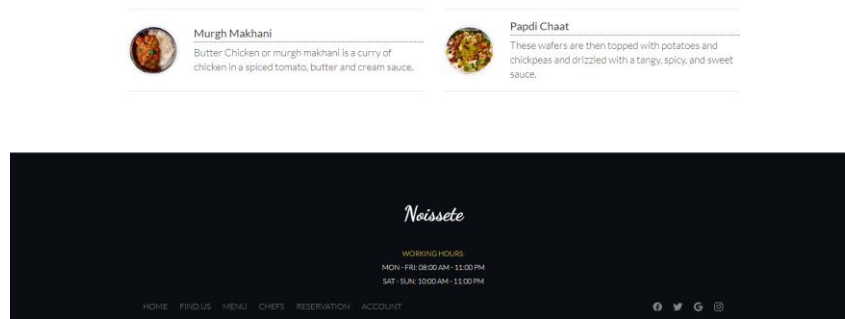 Murgh Makhani
Butter Chicken or murgh makhani is a curry of
chicken in a spiced tomato, butter and cream sauce.
Papdi Chaat
These wafers are then topped with potatoes and
chickpeas and drizzled with a tangy, spicy, and sweet
sauce.
Noissete
WORKING HOURS:
MON - FRI: 08:00 AM - 11:00 PM
SAT - SUN: 10:00 AM - 11:00 PM
HOME FIND US MENU CHEFS RESERVATION ACCOUNT